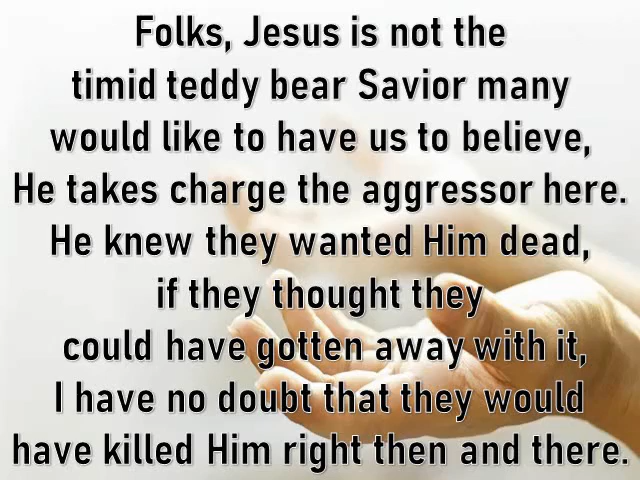 Folks, Jesus is not the
timid teddy bear Savior many
would like to have us to believe,
He takes charge the aggressor here.
He knew they wanted Him dead,
if they thought they
could have gotten away with it,
I have no doubt that they would
have killed Him right then and there.